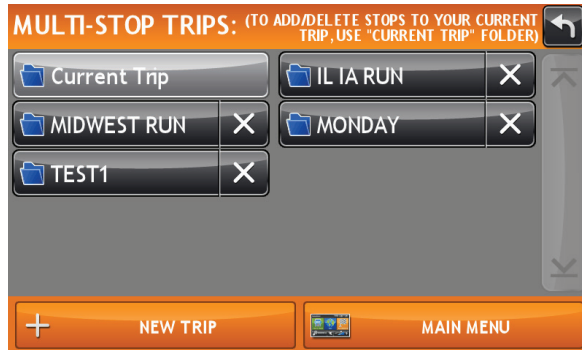 MULTI-STOP TRIPS: (TO ADD/DELETE STOPS TO YOUR CURRENT
TRIP, USE "CURRENT TRIP" FOLDER)
Current Trip
IL IA RUN
MIDWEST RUN
MONDAY
TEST1
NEW TRIP
MAIN MENU